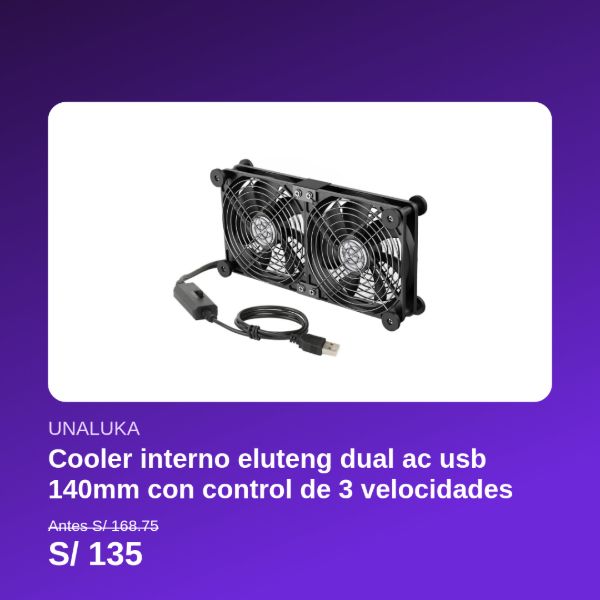 UNALUKA
Cooler interno eluteng dual ac usb
140mm con control de 3 velocidades
Antes S/ 168.75
S/ 135